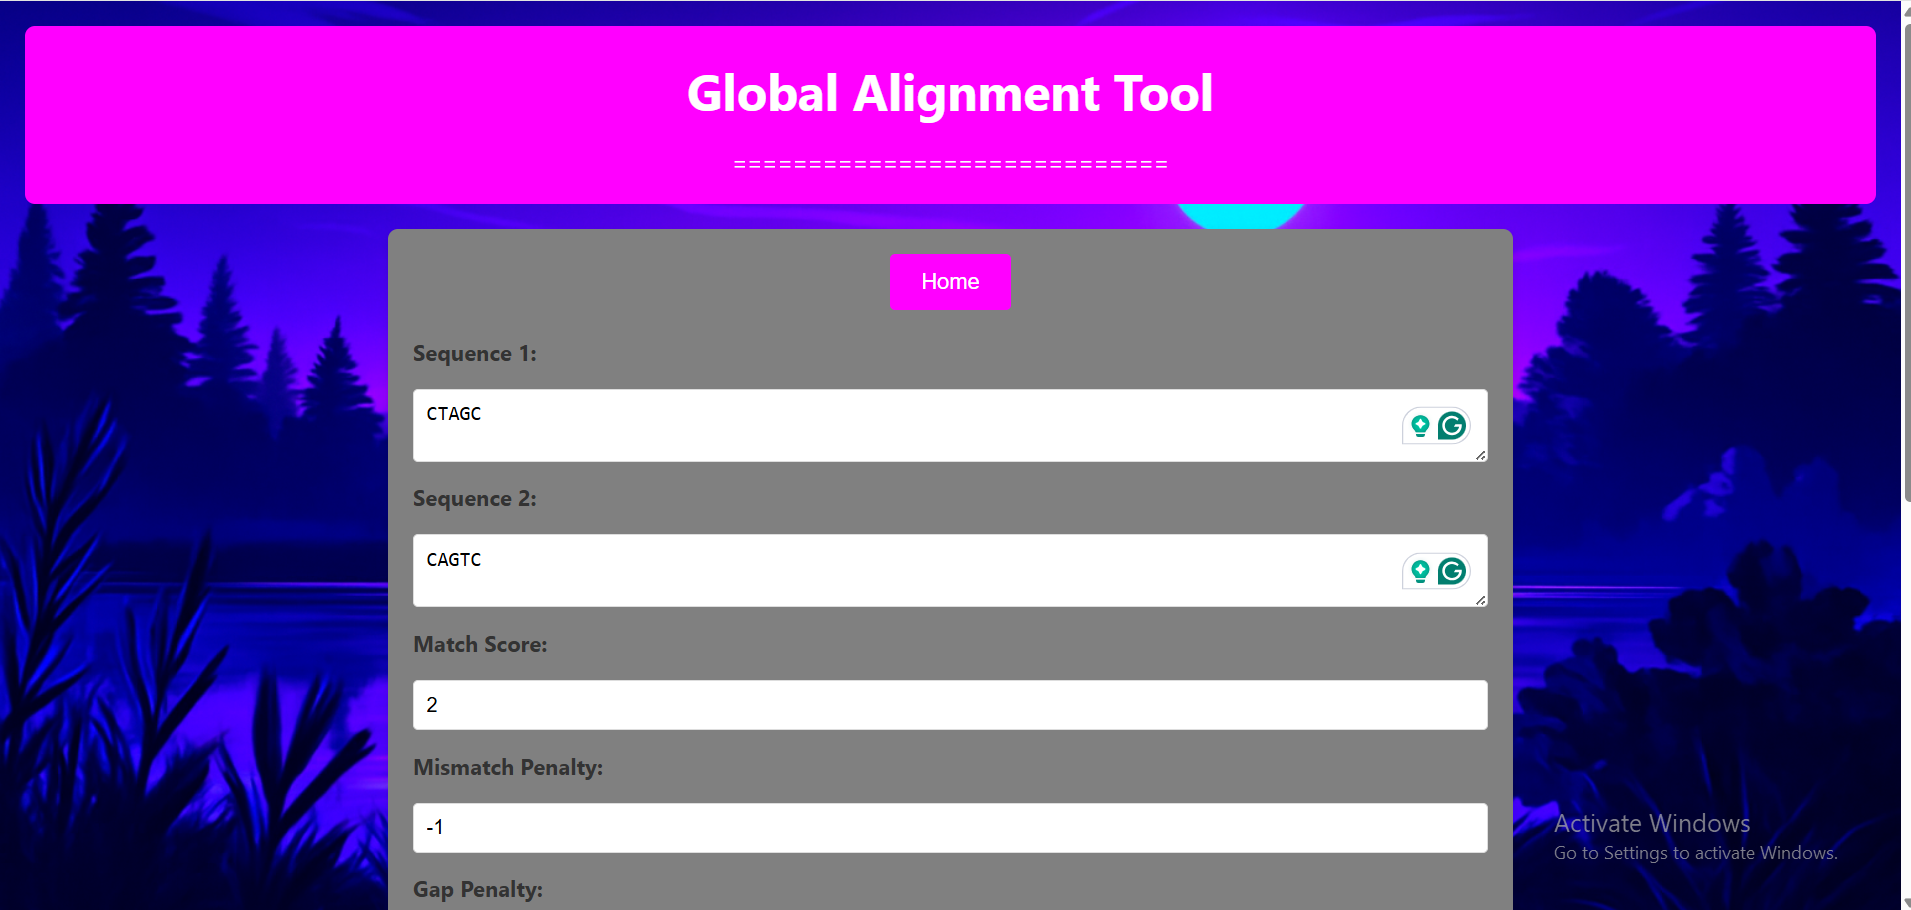 Global Alignment Tool
=============================
Home
Sequence 1:
CTAGC
Sequence 2:
CAGTC
Match Score:
2
Mismatch Penalty:
-1
Gap Penalty:
Activate Windows
Go to Settings to activate Windows.